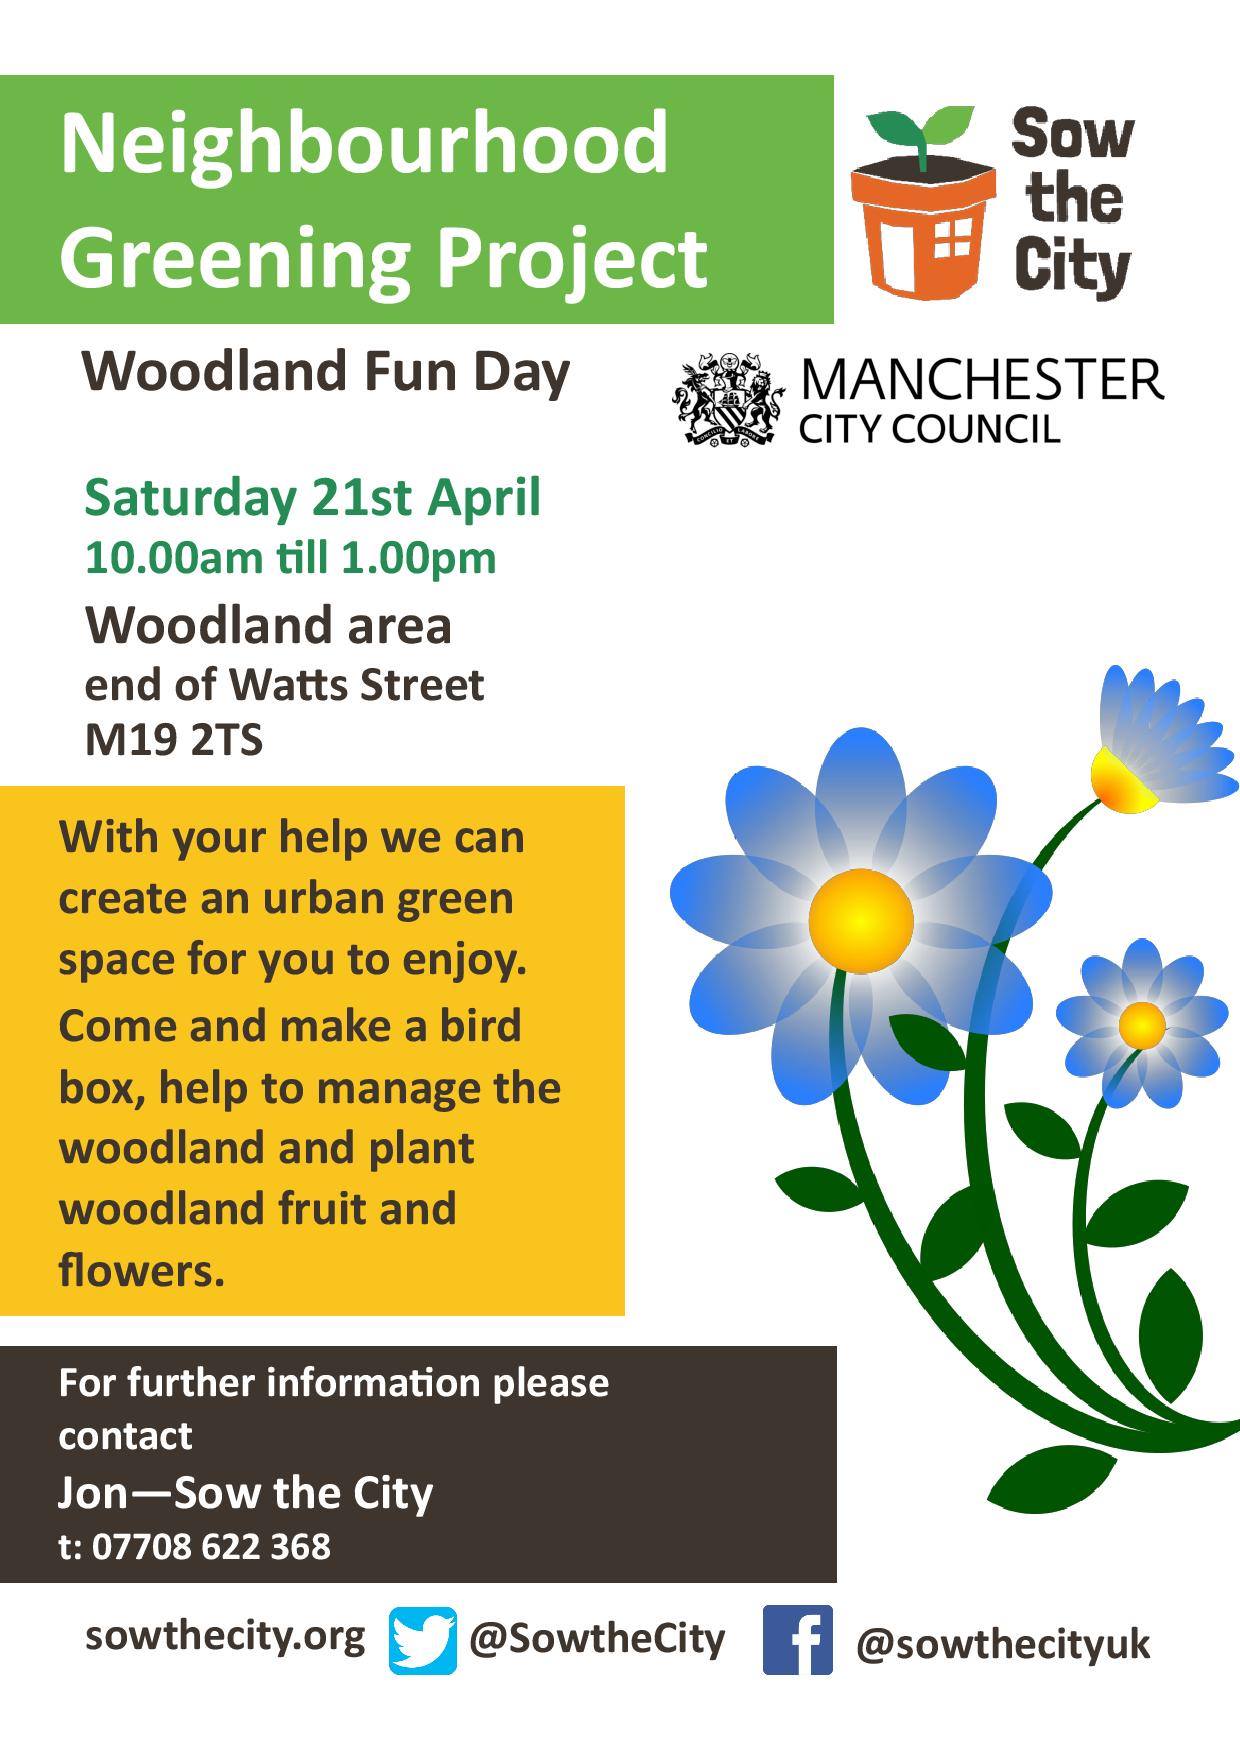 Neighbourhood
Greening Project
Sow
the
City
Woodland Fun Day
MANCHESTER
CITY COUNCIL
Saturday 21st April
10.00am till 1.00pm
Woodland area
end of Watts Street
M19 2TS
With your help we can
create an urban green
space for you to enjoy.
Come and make a bird
box, help to manage the
woodland and plant
woodland fruit and
flowers.
For further information please
contact
Jon—Sow the City
t: 07708 622 368
sowthecity.org
@SowtheCity
@sowthecityuk